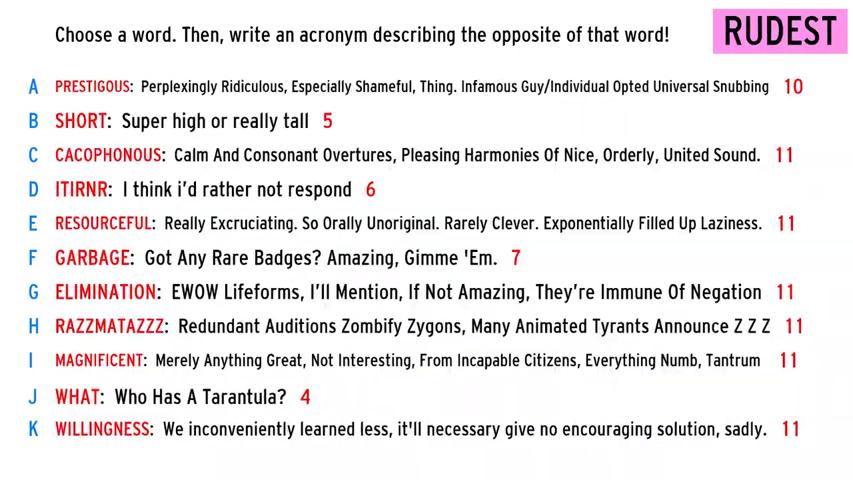 Choose a word. Then, write an acronym describing the opposite of that word!
RUDEST
A PRESTIGOUS: Perplexingly Ridiculous, Especially Shameful, Thing. Infamous Guy/Individual Opted Universal Snubbing 10
B SHORT: Super high or really tall 5
C CACOPHONOUS: Calm And Consonant Overtures, Pleasing Harmonies Of Nice, Orderly, United Sound. 11
D ITIRNR: I think i'd rather not respond 6
E RESOURCEFUL: Really Excruciating. So Orally Unoriginal. Rarely Clever. Exponentially Filled Up Laziness. 11
F GARBAGE: Got Any Rare Badges? Amazing, Gimme 'Em. 7
G ELIMINATION: EWOW Lifeforms, I'll Mention, If Not Amazing, They're Immune Of Negation 11
H RAZZMATAZZZ: Redundant Auditions Zombify Zygons, Many Animated Tyrants Announce Z Z Z 11
I MAGNIFICENT: Merely Anything Great, Not Interesting, From Incapable Citizens, Everything Numb, Tantrum 11
J WHAT: Who Has A Tarantula? 4
K WILLINGNESS: We inconveniently learned less, it'll necessary give no encouraging solution, sadly. 11